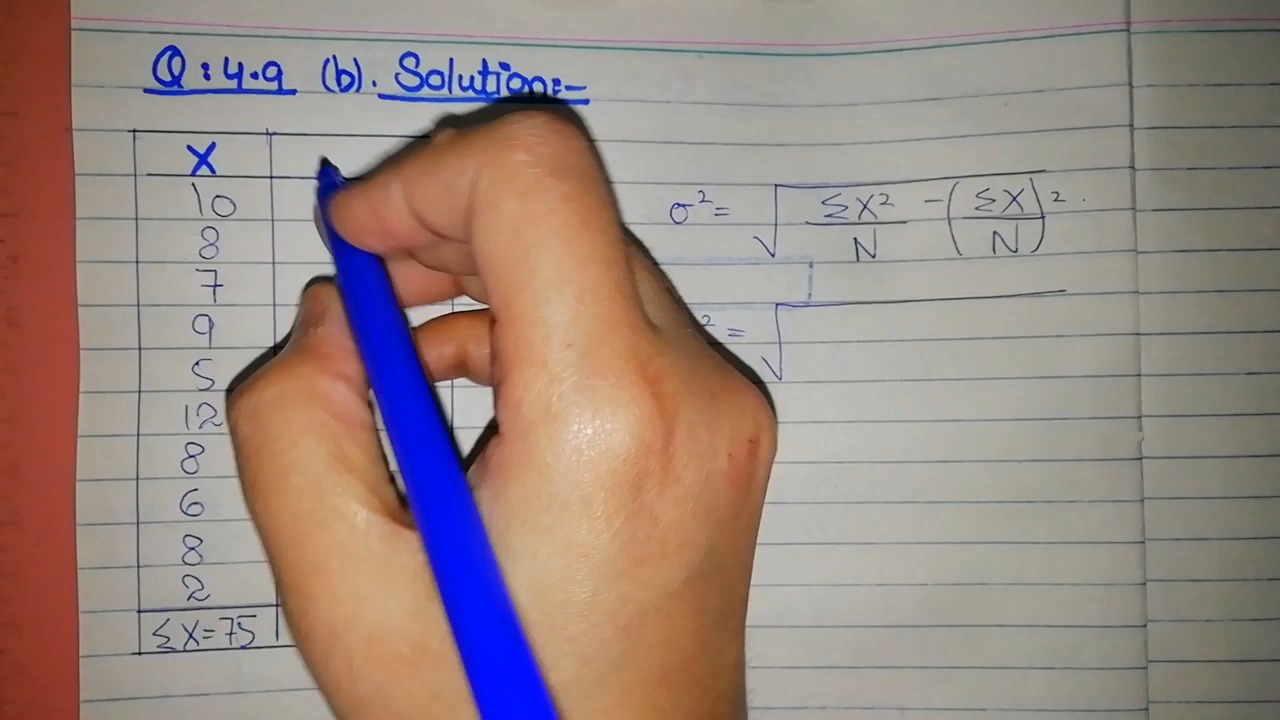 Q : 4.9 (b). Solution:-
X
10
8
7
9
5
12
8
6
8
2
ΣX=75
σ² = √ ΣX²/N - (ΣX/N)².
² = √